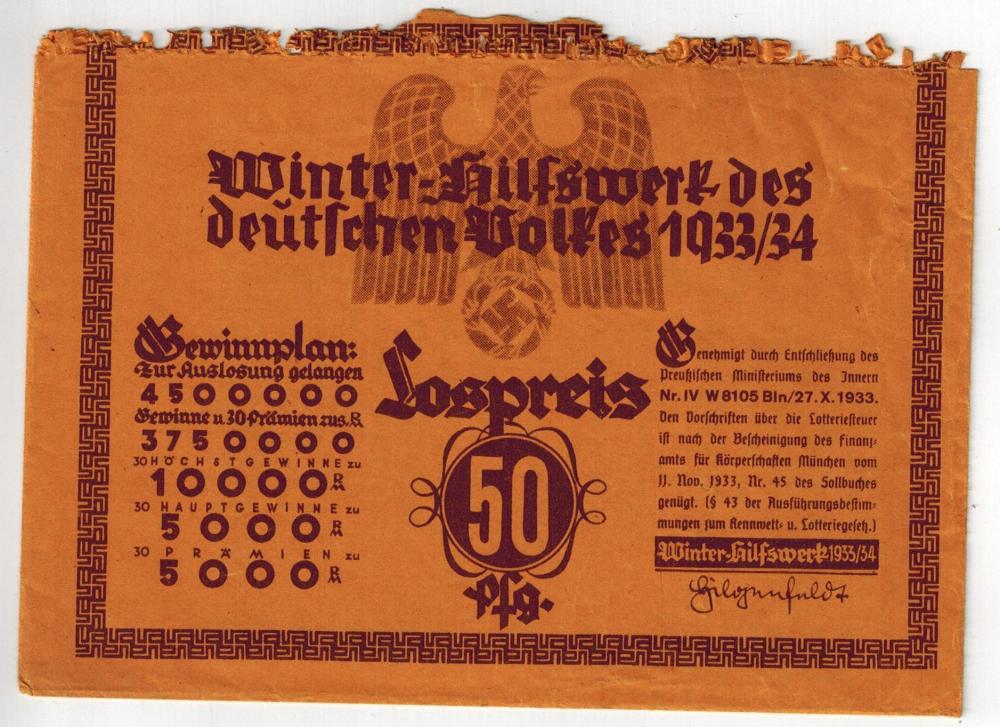 Winter-Hilfswerk des
deutschen Volkes 1933/34
Gewinnplan:
Zur Auslosung gelangen
4500000
Gewinne u. 30 Prämien zus. RM
3750000
30 HÖCHSTGEWINNE zu
10000 RM
30 HAUPTGEWINNE zu
5000 RM
30 PRÄMIEN zu
5000 RM
Lospreis
50
Pfg.
Genehmigt durch Entschließung des
Preußischen Ministeriums des Innern
Nr. IV W 8105 Bln/27. X. 1933.
Den Vorschriften über die Lotteriesteuer
ist nach der Bescheinigung des Finanz-
amts für Körperschaften München vom
11. Nov. 1933, Nr. 45 des Sollbuches
genügt. (§ 43 der Ausführungsbestim-
mungen zum Rennwett- u. Lotteriegesetz.)
Winter-Hilfswerk 1933/34
Hilgenfeldt